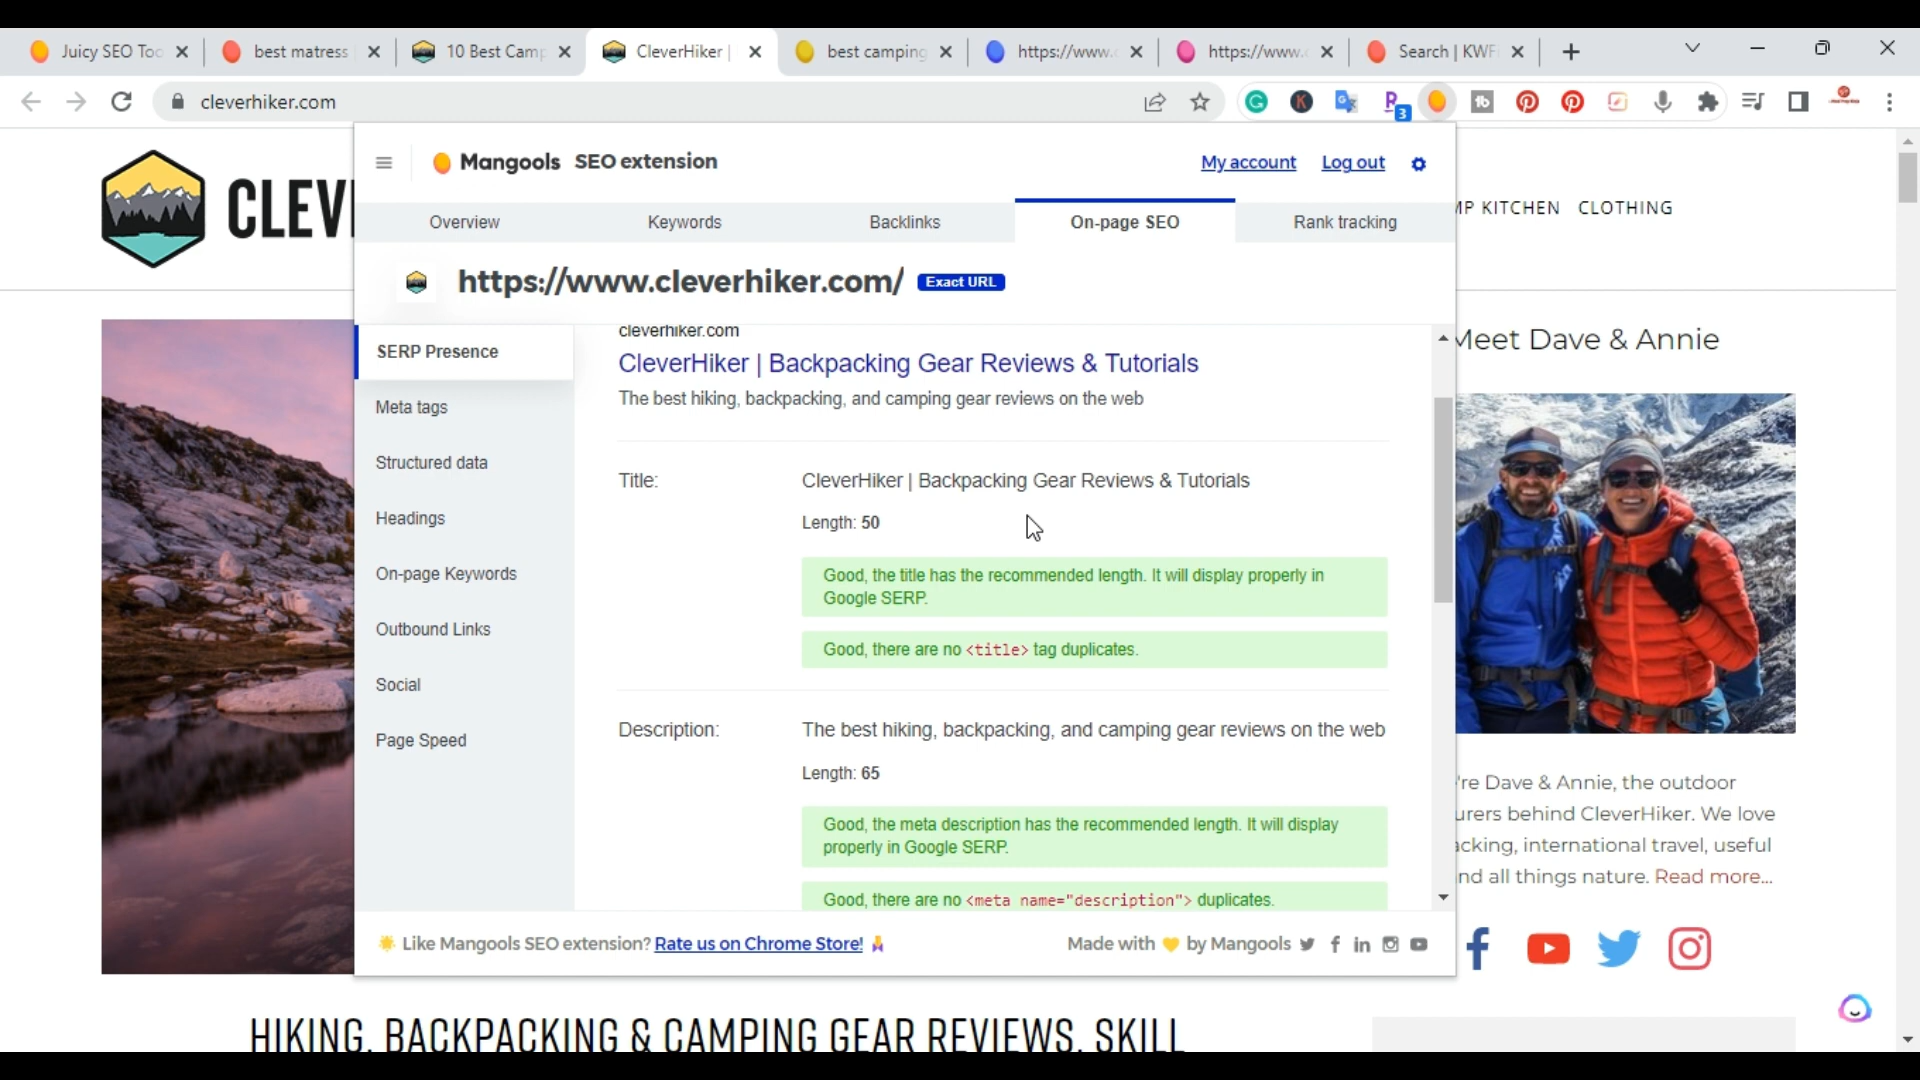 Juicy SEO Too
best matress
10 Best Camp
CleverHiker |
best camping
https://www.
https://www.
Search | KWF
cleverhiker.com
3
CLEV
MP KITCHEN CLOTHING
Mangools SEO extension
My account
Log out
Overview
Keywords
Backlinks
On-page SEO
Rank tracking
https://www.cleverhiker.com/ Exact URL
SERP Presence
Meta tags
Structured data
Headings
On-page Keywords
Outbound Links
Social
Page Speed
cleverhiker.com
CleverHiker | Backpacking Gear Reviews & Tutorials
The best hiking, backpacking, and camping gear reviews on the web
Title:
CleverHiker | Backpacking Gear Reviews & Tutorials
Length: 50
Good, the title has the recommended length. It will display properly in
Google SERP.
Good, there are no <title> tag duplicates.
Description:
The best hiking, backpacking, and camping gear reviews on the web
Length: 65
Good, the meta description has the recommended length. It will display
properly in Google SERP.
Good, there are no <meta name="description"> duplicates.
Like Mangools SEO extension? Rate us on Chrome Store!
Made with by Mangools
Meet Dave & Annie
're Dave & Annie, the outdoor
urers behind CleverHiker. We love
acking, international travel, useful
nd all things nature. Read more...
HIKING, BACKPACKING & CAMPING GEAR REVIEWS, SKILL